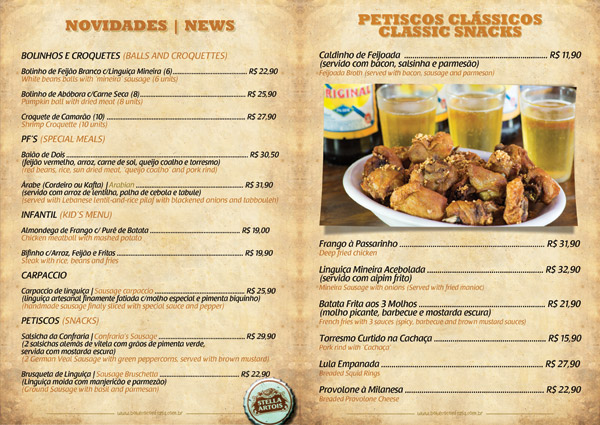 NOVIDADES | NEWS
BOLINHOS E CROQUETES (BALLS AND CROQUETTES)
Bolinho de Feijão Branco c/Linguiça Mineira (6) R$ 22,90
White beans balls with 'mineira' sausage (6 units)
Bolinho de Abóbora c/Carne Seca (8) R$ 25,90
Pumpkin ball with dried meat (8 units)
Croquete de Camarão (10) R$ 27,90
Shrimp Croquette (10 units)
PF'S (SPECIAL MEALS)
Baião de Dois R$ 30,50
(feijão vermelho, arroz, carne de sol, queijo coalho e torresmo)
(red beans, rice, sun dried meat, 'queijo coalho' and pork rind)
Árabe (Cordeiro ou Kafta) | Arabian R$ 31,90
(servido com arroz de lentilha, palha de cebola e tabule)
(served with Lebanese lentil-and-rice pilaf with blackened onions and tabbouleh)
INFANTIL (KID'S MENU)
Almondega de Frango c/ Purê de Batata R$ 19,00
Chicken meatball with mashed potato
Bifinho c/Arroz, Feijão e Fritas R$ 19,90
Steak with rice, beans and fries
CARPACCIO
Carpaccio de linguiça | Sausage carpaccio R$ 25,90
(linguiça artesanal finamente fatiada c/molho especial e pimenta biquinho)
(handmade sausage finaly sliced with special sauce and pepper)
PETISCOS (SNACKS)
Salsicha da Confraria | Confraria's Sausage R$ 29,90
(2 salsichas alemãs de vitela com grãos de pimenta verde,
servida com mostarda escura)
(2 German Veal Sausage with green peppercorns, served with brown mustard)
Brusqueta de Linguiça | Sausage Bruschetta R$ 22,90
(Linguiça moida com manjericão e parmezão)
(Ground Sausage with basil and parmesan)
STELLA
ARTOIS
PETISCOS CLÁSSICOS
CLASSIC SNACKS
Caldinho de Feijoada R$ 11,90
(servido com bacon, salsinha e parmesão)
Feijoada Broth (served with bacon, sausage and parmesan)
RIGINAL
Frango à Passarinho R$ 31,90
Deep fried chicken
Linguiça Mineira Acebolada R$ 32,90
(servida com aipim frito)
Mineira Sausage with onions (Served with fried manioc)
Batata Frita aos 3 Molhos R$ 21,90
(molho picante, barbecue e mostarda escura)
French fries with 3 sauces (spicy, barbecue and brown mustard sauces)
Torresmo Curtido na Cachaça R$ 15,90
Pork rind with 'Cachaça'
Lula Empanada R$ 27,90
Breaded Squid Rings
Provolone à Milanesa R$ 22,90
Breaded Provolone Cheese